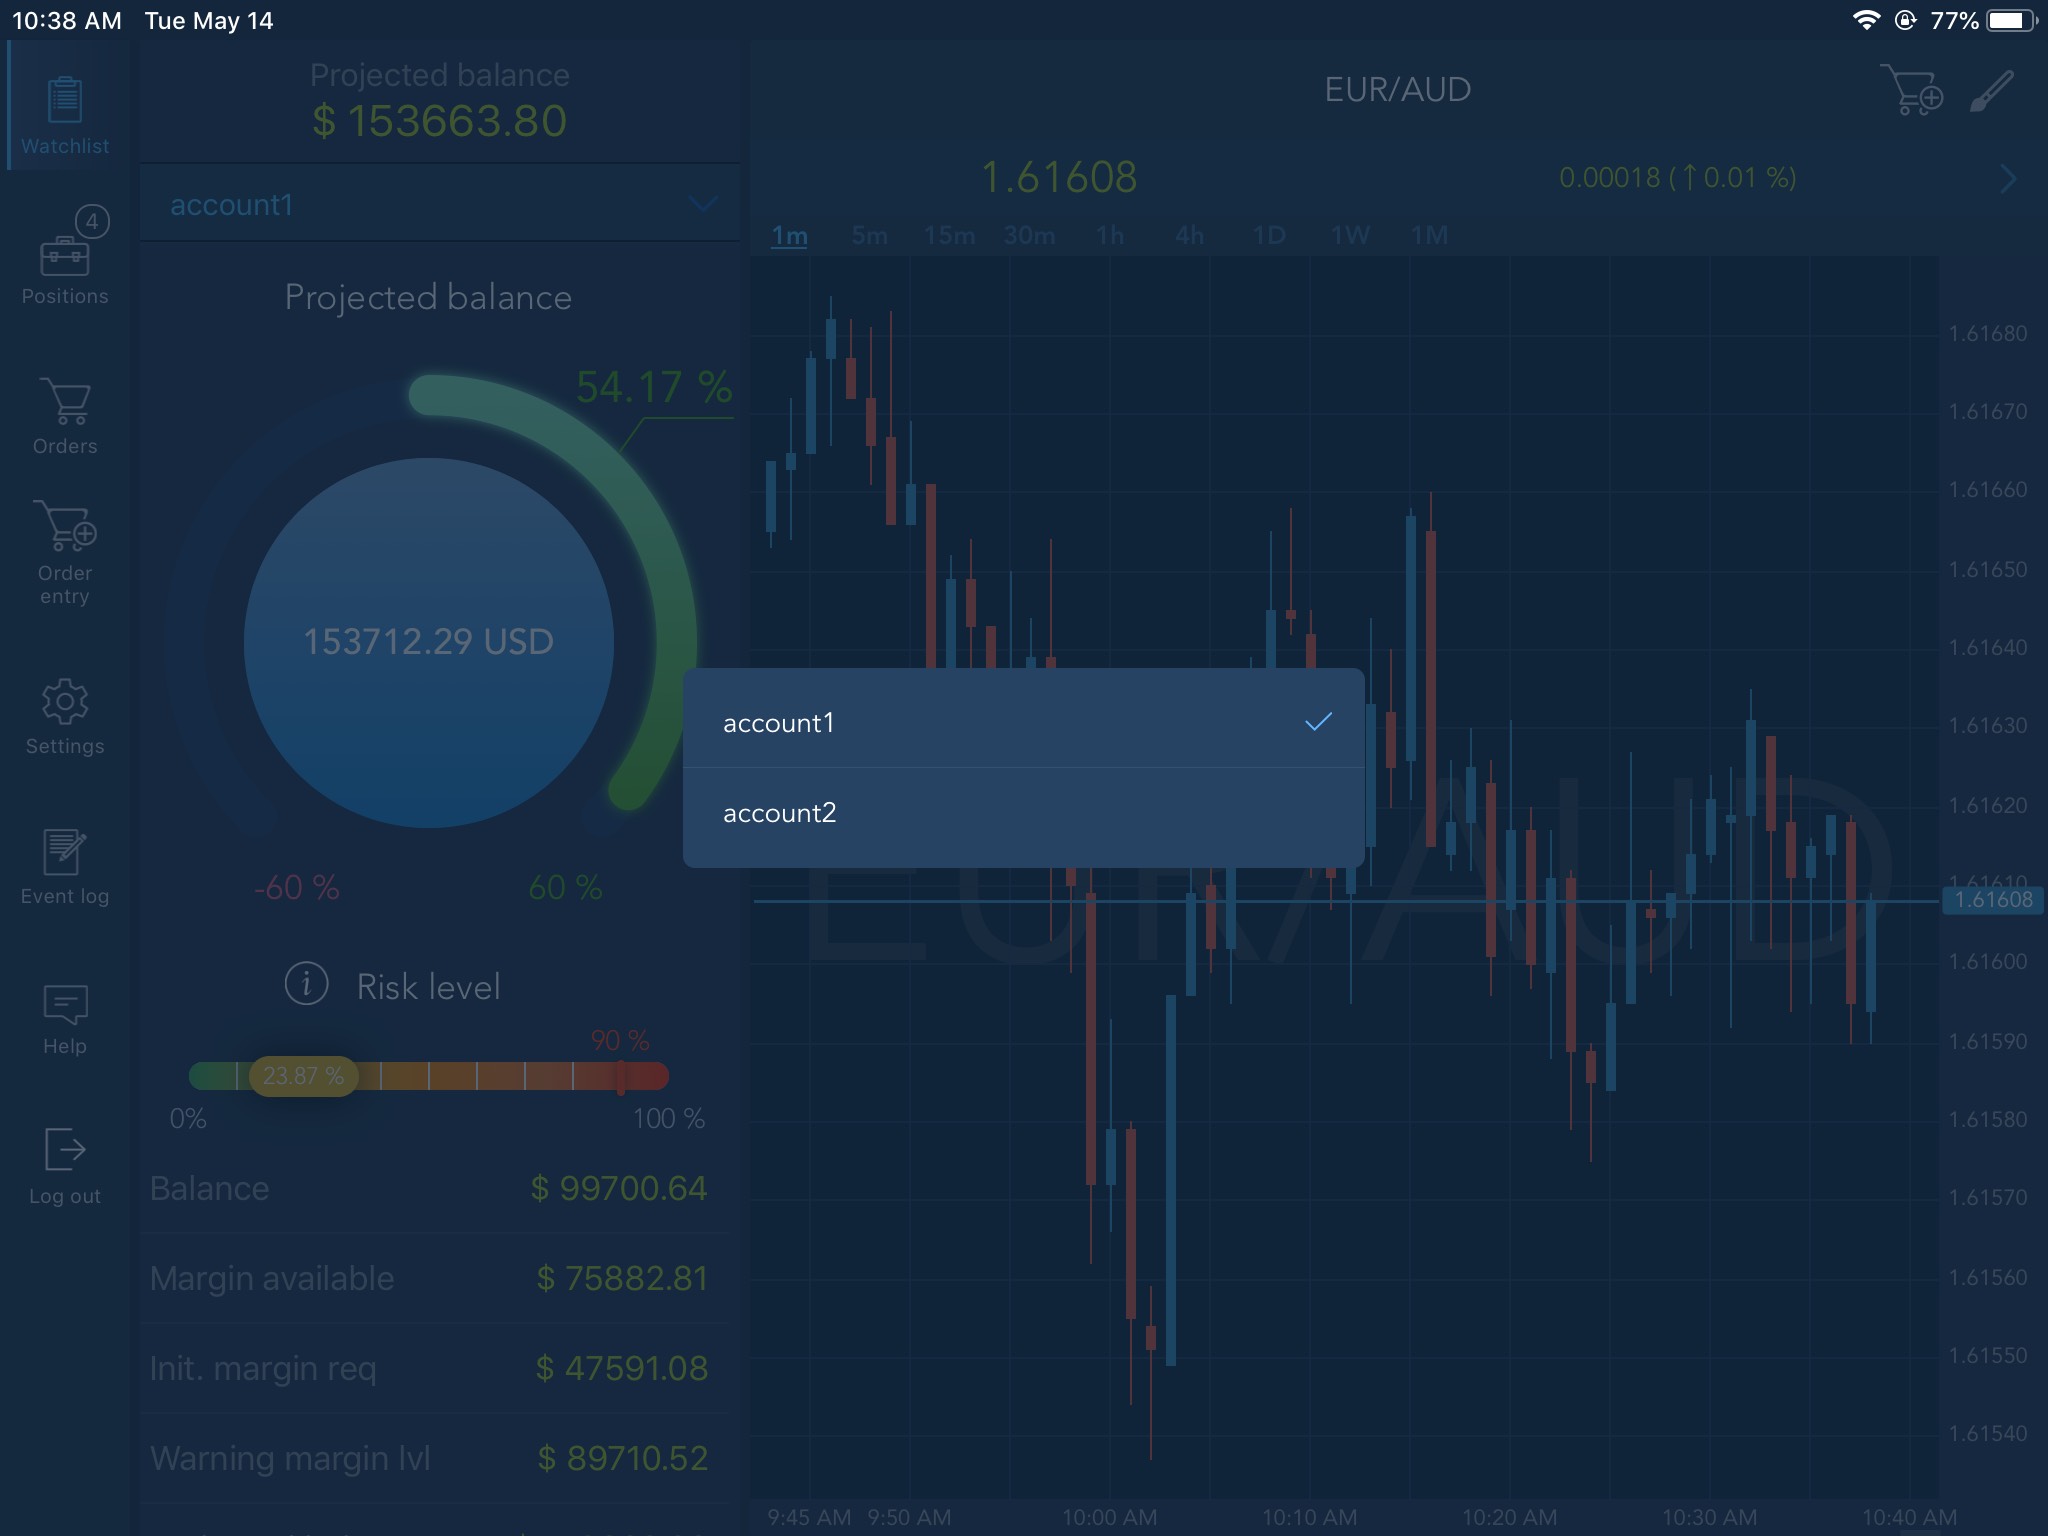 10:38 AM Tue May 14
77%
Watchlist
4
Positions
Orders
Order
entry
Settings
Event log
Help
Log out
Projected balance
$ 153663.80
account1
Projected balance
54.17 %
153712.29 USD
-60 %
60 %
i
Risk level
90 %
23.87 %
0%
100 %
Balance
$ 99700.64
Margin available
$ 75882.81
Init. margin req
$ 47591.08
Warning margin lvl
$ 89710.52
EUR/AUD
1.61608
0.00018 (↑0.01 %)
1m 5m 15m 30m 1h 4h 1D 1W 1M
account1
account2
EUR/AUD
1.61680
1.61670
1.61660
1.61650
1.61640
1.61630
1.61620
1.61610
1.61608
1.61600
1.61590
1.61580
1.61570
1.61560
1.61550
1.61540
9:45 AM 9:50 AM 10:00 AM 10:10 AM 10:20 AM 10:30 AM 10:40 AM